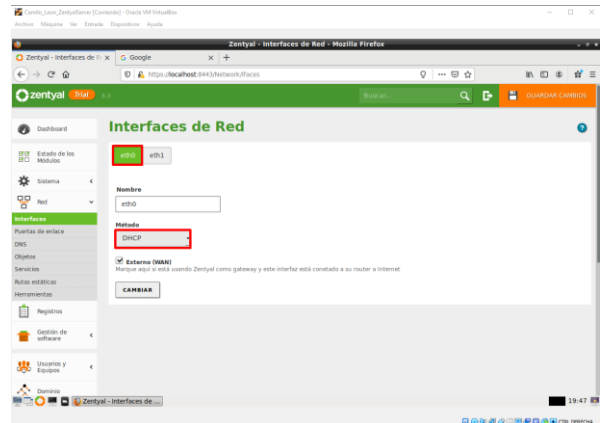 Camilo_Leon_ZentyalServer [Corriendo] - Oracle VM VirtualBox
Archivo Máquina Ver Entrada Dispositivos Ayuda
Zentyal - Interfaces de Red - Mozilla Firefox
Zentyal - Interfaces de R
Google
https://localhost:8443/Network/Ifaces
zentyal Trial
Buscar...
GUARDAR CAMBIOS
Dashboard
Estado de los
Módulos
Sistema
Red
Interfaces
Puertas de enlace
DNS
Objetos
Servicios
Rutas estáticas
Herramientas
Registros
Gestión de
software
Usuarios y
Equipos
Dominio
Interfaces de Red
eth0 eth1
Nombre
eth0
Método
DHCP
Externo (WAN)
Marque aquí si está usando Zentyal como gateway y este interfaz está conetado a su router a Internet
CAMBIAR
Zentyal - Interfaces de ...
19:47
CTRL DERECHA